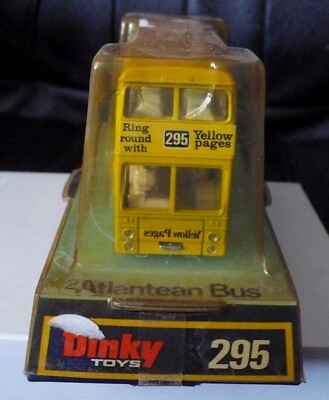 Ring 295 Yellow
round pages
with
Yellow Pages
Atlantean Bus
Dinky
TOYS
295